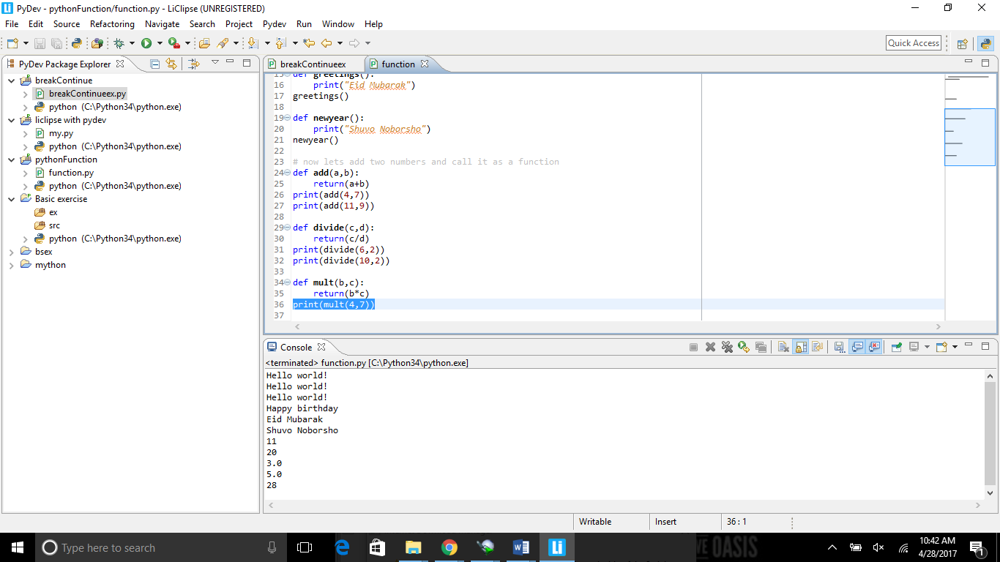 PyDev - pythonFunction/function.py - LiClipse (UNREGISTERED)
File Edit Source Refactoring Navigate Search Project Pydev Run Window Help
Quick Access
PyDev Package Explorer
breakContinue
breakContinueex.py
python (C:\Python34\python.exe)
liclipse with pydev
my.py
python (C:\Python34\python.exe)
pythonFunction
function.py
python (C:\Python34\python.exe)
Basic exercise
ex
src
python (C:\Python34\python.exe)
bsex
mython
breakContinueex function
15 def greetings():
16 print("Eid Mubarak")
17 greetings()
18
19 def newyear():
20 print("Shuvo Noborsho")
21 newyear()
22
23 # now lets add two numbers and call it as a function
24 def add(a,b):
25 return(a+b)
26 print(add(4,7))
27 print(add(11,9))
28
29 def divide(c,d):
30 return(c/d)
31 print(divide(6,2))
32 print(divide(10,2))
33
34 def mult(b,c):
35 return(b*c)
36 print(mult(4,7))
37
Console
<terminated> function.py [C:\Python34\python.exe]
Hello world!
Hello world!
Hello world!
Happy birthday
Eid Mubarak
Shuvo Noborsho
11
20
3.0
5.0
28
Writable Insert 36 : 1
Type here to search
OASIS
10:42 AM
4/28/2017
1